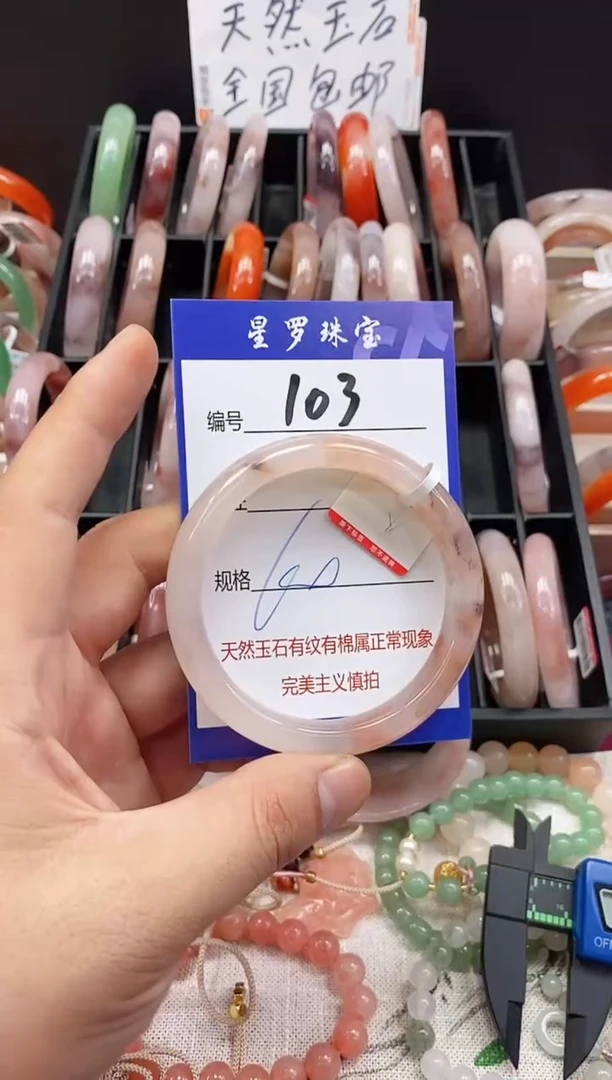 天然玉石
全国包邮
星罗珠宝
编号 103
规格 60
天然玉石有纹有棉属正常现象
完美主义慎拍
OFF